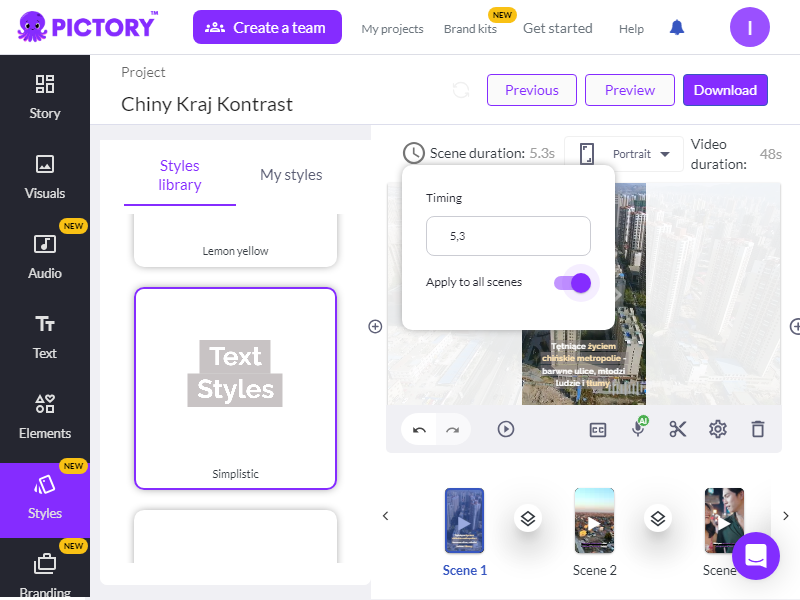 PICTORY™
Create a team
My projects
Brand kits
NEW
Get started
Help
I
Project
Chiny Kraj Kontrast
Previous
Preview
Download
Story
Visuals
NEW
Audio
Text
Elements
NEW
Styles
NEW
Branding
Styles library
My styles
Lemon yellow
Text
Styles
Simplistic
Scene duration: 5.3s
Portrait
Video duration: 48s
Timing
5,3
Apply to all scenes
Tętniące życiem
chińskie metropolie -
barwne ulice, młodzi
ludzie i tłumy
CC
AI
Scene 1
Scene 2
Scene